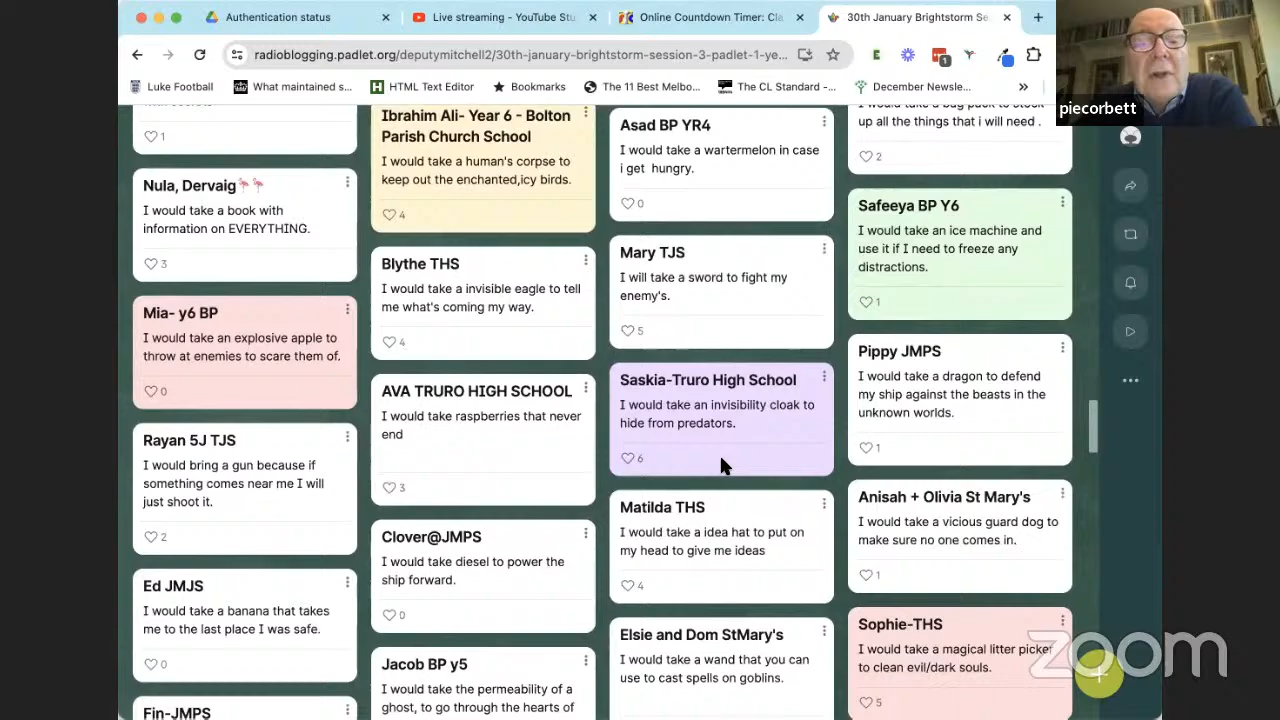 Authentication status
Live streaming - YouTube Stu
Online Countdown Timer: Cle
30th January Brightstorm Se
radioblogging.padlet.org/deputymitchell2/30th-january-brightstorm-session-3-padlet-1-ye...
1
piecorbett
Luke Football
What maintained s...
HTML Text Editor
Bookmarks
The 11 Best Melbo...
The CL Standard -...
December Newsle...
1
Nula, Dervaig🦩🦩
I would take a book with
information on EVERYTHING.
3
Mia- y6 BP
I would take an explosive apple to
throw at enemies to scare them of.
0
Rayan 5J TJS
I would bring a gun because if
something comes near me I will
just shoot it.
2
Ed JMJS
I would take a banana that takes
me to the last place I was safe.
0
Fin-JMPS
Ibrahim Ali- Year 6 - Bolton
Parish Church School
I would take a human's corpse to
keep out the enchanted,icy birds.
4
Blythe THS
I would take a invisible eagle to tell
me what's coming my way.
4
AVA TRURO HIGH SCHOOL
I would take raspberries that never
end
3
Clover@JMPS
I would take diesel to power the
ship forward.
0
Jacob BP y5
I would take the permeability of a
ghost, to go through the hearts of
Asad BP YR4
I would take a wartermelon in case
i get hungry.
0
Mary TJS
I will take a sword to fight my
enemy's.
5
Saskia-Truro High School
I would take an invisibility cloak to
hide from predators.
6
Matilda THS
I would take a idea hat to put on
my head to give me ideas
4
Elsie and Dom StMary's
I would take a wand that you can
use to cast spells on goblins.
I would take a bag pack to stock
up all the things that i will need .
2
Safeeya BP Y6
I would take an ice machine and
use it if I need to freeze any
distractions.
1
Pippy JMPS
I would take a dragon to defend
my ship against the beasts in the
unknown worlds.
1
Anisah + Olivia St Mary's
I would take a vicious guard dog to
make sure no one comes in.
1
Sophie-THS
I would take a magical litter picker
to clean evil/dark souls.
5
zoom